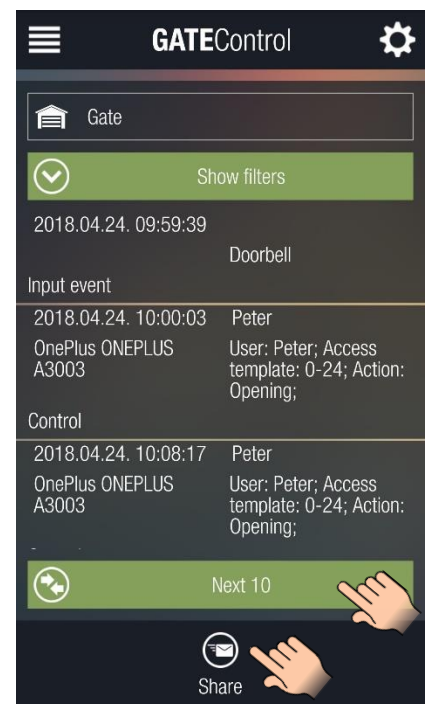 GATEControl
Gate
Show filters
2018.04.24. 09:59:39
Doorbell
Input event
2018.04.24. 10:00:03 Peter
OnePlus ONEPLUS A3003
User: Peter; Access template: 0-24; Action: Opening;
Control
2018.04.24. 10:08:17 Peter
OnePlus ONEPLUS A3003
User: Peter; Access template: 0-24; Action: Opening;
Next 10
Share